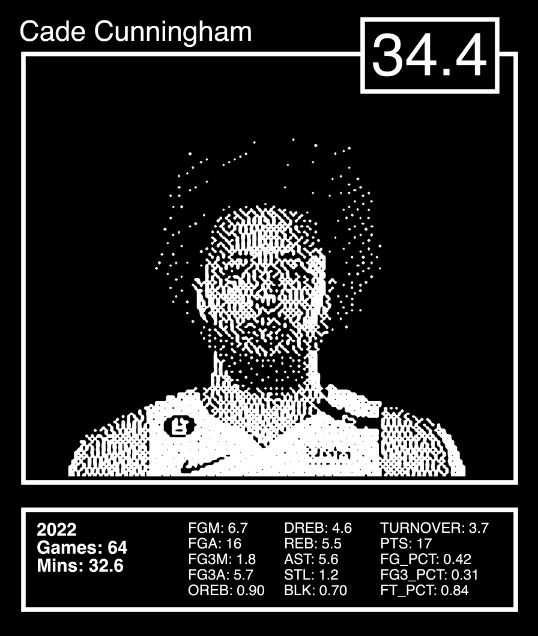 Cade Cunningham
34.4
2022
Games: 64
Mins: 32.6
FGM: 6.7
FGA: 16
FG3M: 1.8
FG3A: 5.7
OREB: 0.90
DREB: 4.6
REB: 5.5
AST: 5.6
STL: 1.2
BLK: 0.70
TURNOVER: 3.7
PTS: 17
FG_PCT: 0.42
FG3_PCT: 0.31
FT_PCT: 0.84